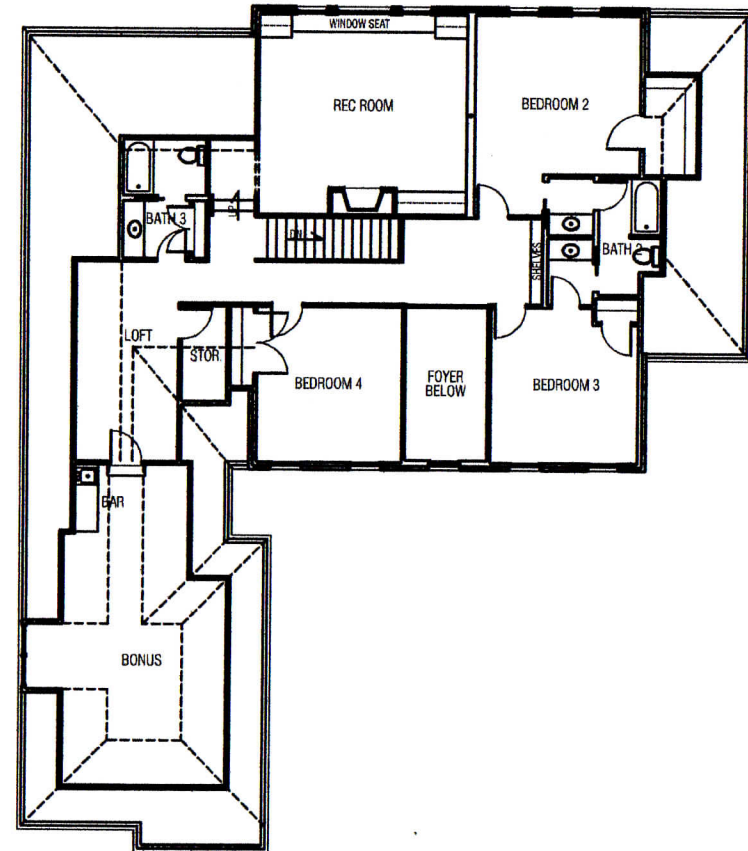 WINDOW SEAT
REC ROOM
BEDROOM 2
UP
BATH 3
DN
SHELVES
BATH 2
LOFT
STOR.
BEDROOM 4
FOYER
BELOW
BEDROOM 3
BAR
BONUS